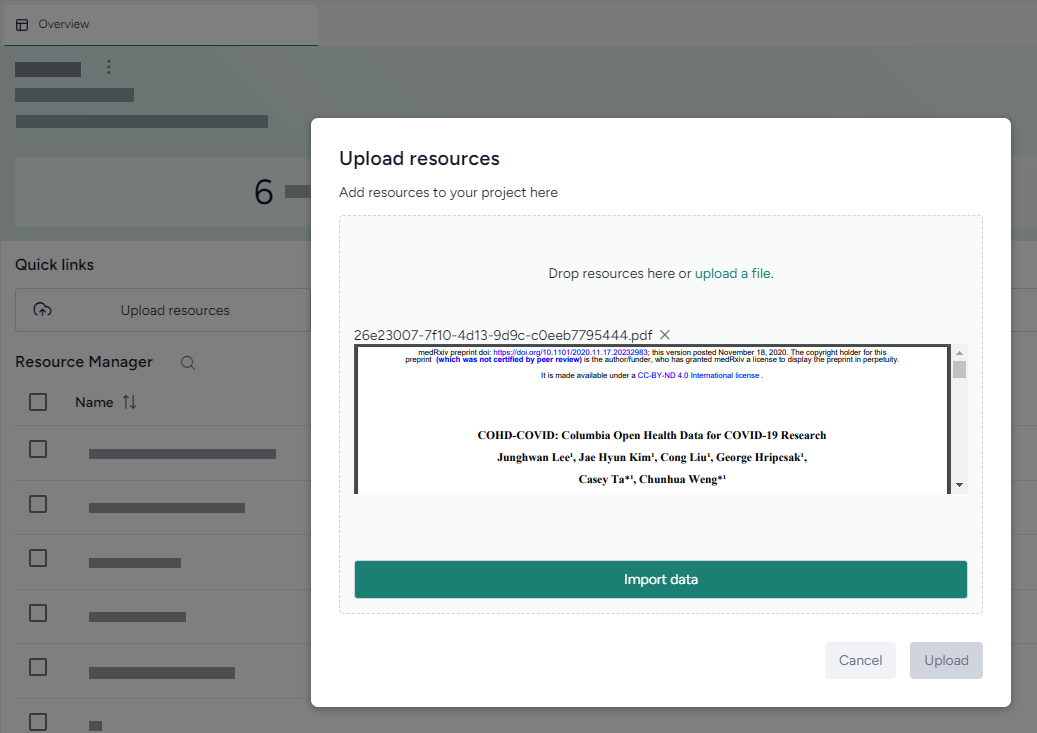 Overview
6
Quick links
Upload resources
Resource Manager
Name
Upload resources
Add resources to your project here
Drop resources here or upload a file.
26e23007-7f10-4d13-9d9c-c0eeb7795444.pdf
medRxiv preprint doi: https://doi.org/10.1101/2020.11.17.20232983; this version posted November 18, 2020. The copyright holder for this
preprint (which was not certified by peer review) is the author/funder, who has granted medRxiv a license to display the preprint in perpetuity.
It is made available under a CC-BY-ND 4.0 International license .
COHD-COVID: Columbia Open Health Data for COVID-19 Research
Junghwan Lee¹, Jae Hyun Kim¹, Cong Liu¹, George Hripcsak¹,
Casey Ta*¹, Chunhua Weng*¹
Import data
Cancel
Upload